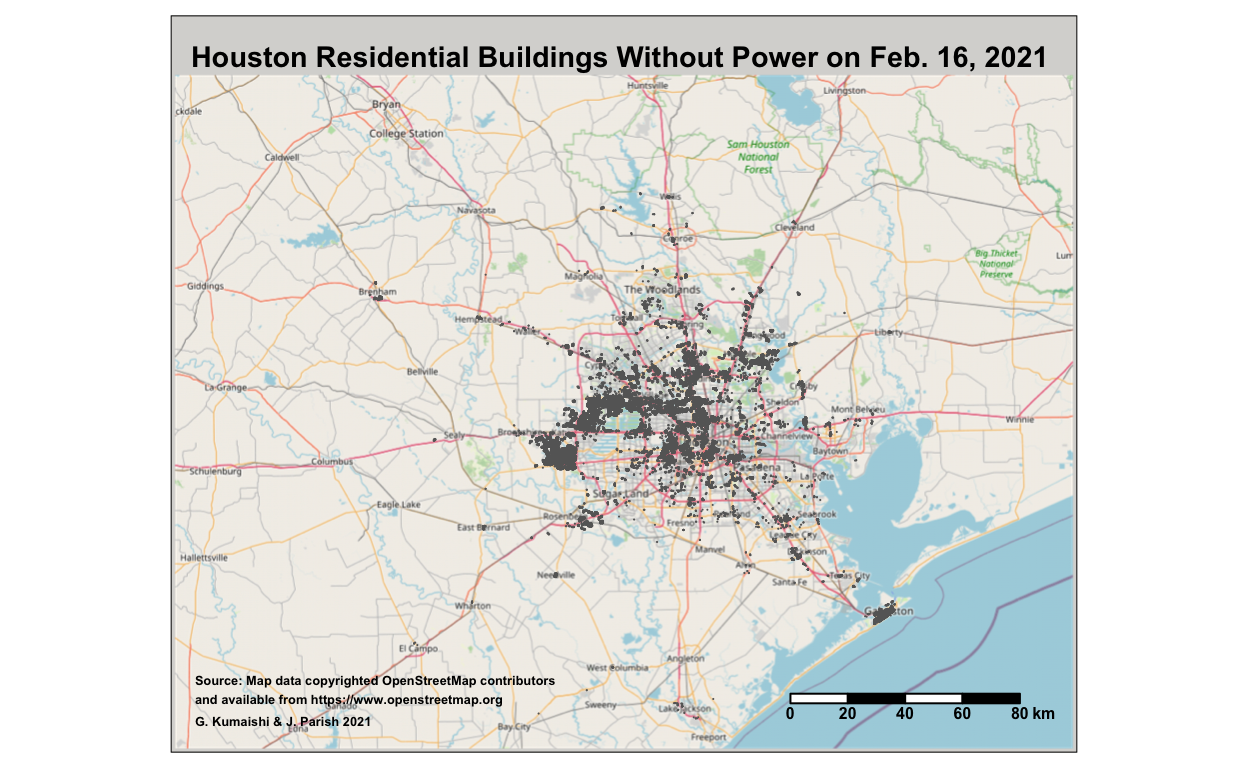 Houston Residential Buildings Without Power on Feb. 16, 2021
Huntsville
Livingston
ckdale
Bryan
College Station
Sam Houston
National
Forest
Caldwell
Navasota
Cleveland
Big Thicket
National
Preserve
Lum
Giddings
Magnolia
The Woodlands
Brenham
Hempstead
Waller
Liberty
Bellville
La Grange
Crosby
Sheldon
Mont Belvieu
Winnie
Sealy
Channelview
Baytown
Columbus
Schulenburg
Pasadena
La Porte
Sugar Land
Eagle Lake
Rosenberg
Seabrook
East Bernard
Fresno
League City
Hallettsville
Manvel
Alvin
Needville
Santa Fe
Texas City
Wharton
Galveston
El Campo
Angleton
West Columbia
Source: Map data copyrighted OpenStreetMap contributors
and available from https://www.openstreetmap.org
Sweeny
Lake Jackson
G. Kumaishi & J. Parish 2021
Edna
Bay City
Freeport
0 20 40 60 80 km